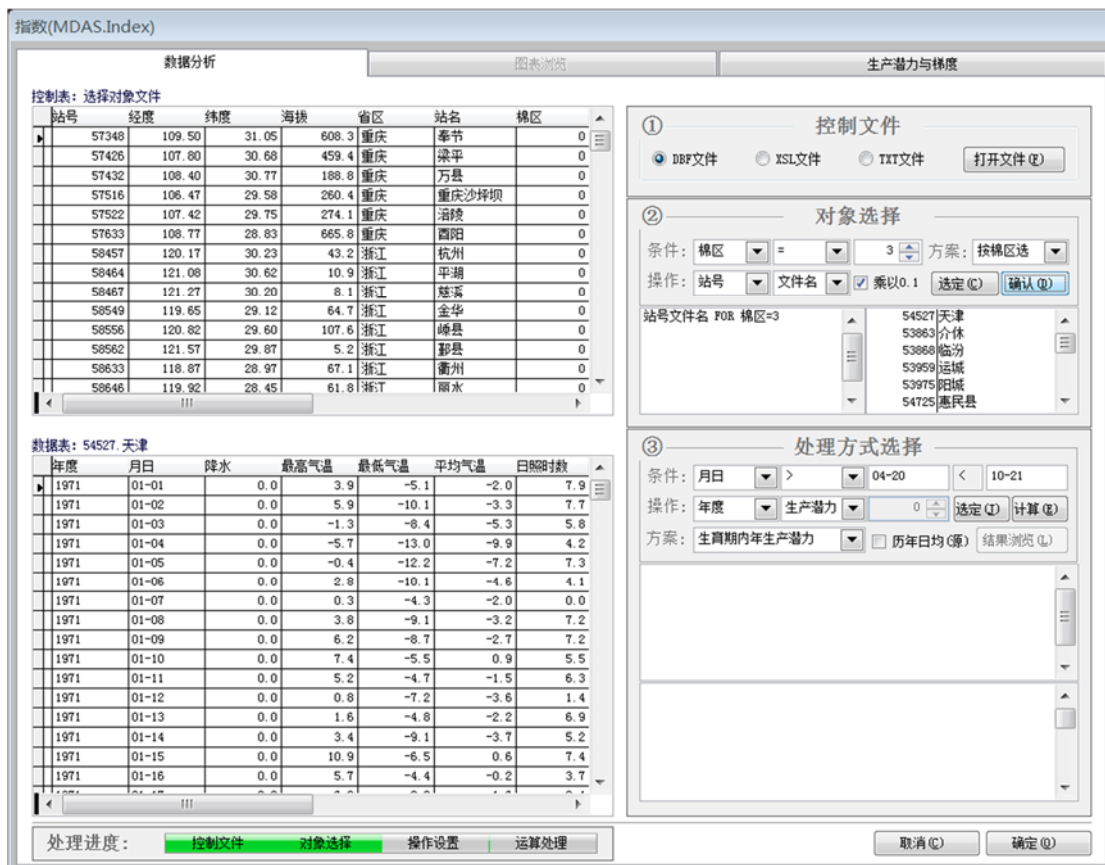 指数(MDAS.Index)
数据分析 图表浏览 生产潜力与梯度
控制表: 选择对象文件
站号 经度 纬度 海拔 省区 站名 棉区
57348 109.50 31.05 608.3 重庆 奉节 0
57426 107.80 30.68 459.4 重庆 梁平 0
57432 108.40 30.77 188.8 重庆 万县 0
57516 106.47 29.58 260.4 重庆 重庆沙坪坝 0
57522 107.42 29.75 274.1 重庆 涪陵 0
57633 108.77 28.83 665.8 重庆 酉阳 0
58457 120.17 30.23 43.2 浙江 杭州 0
58464 121.08 30.62 10.9 浙江 平湖 0
58467 121.27 30.20 8.1 浙江 慈溪 0
58549 119.65 29.12 64.7 浙江 金华 0
58556 120.82 29.60 107.6 浙江 嵊县 0
58562 121.57 29.87 5.2 浙江 鄞县 0
58633 118.87 28.97 67.1 浙江 衢州 0
58646 119.92 28.45 61.8 浙江 丽水 0
① 控制文件
DBF文件 XSL文件 TXT文件 打开文件(F)
② 对象选择
条件: 棉区 = 3 方案: 按棉区选
操作: 站号 文件名 乘以0.1 选定(C) 确认(D)
站号文件名 FOR 棉区=3
54527 天津
53863 介休
53868 临汾
53959 运城
53975 阳城
54725 惠民县
数据表: 54527.天津
年度 月日 降水 最高气温 最低气温 平均气温 日照时数
1971 01-01 0.0 3.9 -5.1 -2.0 7.9
1971 01-02 0.0 5.9 -10.1 -3.3 7.7
1971 01-03 0.0 -1.3 -8.4 -5.3 5.8
1971 01-04 0.0 -5.7 -13.0 -9.9 4.2
1971 01-05 0.0 -0.4 -12.2 -7.2 7.3
1971 01-06 0.0 2.8 -10.1 -4.6 4.1
1971 01-07 0.0 0.3 -4.3 -2.0 0.0
1971 01-08 0.0 3.8 -9.1 -3.2 7.2
1971 01-09 0.0 6.2 -8.7 -2.7 7.2
1971 01-10 0.0 7.4 -5.5 0.9 5.5
1971 01-11 0.0 5.2 -4.7 -1.5 6.3
1971 01-12 0.0 0.8 -7.2 -3.6 1.4
1971 01-13 0.0 1.6 -4.8 -2.2 6.9
1971 01-14 0.0 3.4 -9.1 -3.7 5.2
1971 01-15 0.0 10.9 -6.5 0.6 7.4
1971 01-16 0.0 5.7 -4.4 -0.2 3.7
③ 处理方式选择
条件: 月日 > 04-20 < 10-21
操作: 年度 生产潜力 0 选定(J) 计算(E)
方案: 生育期内年生产潜力 历年日均(源) 结果浏览(L)
处理进度: 控制文件 对象选择 操作设置 运算处理
取消(C) 确定(O)